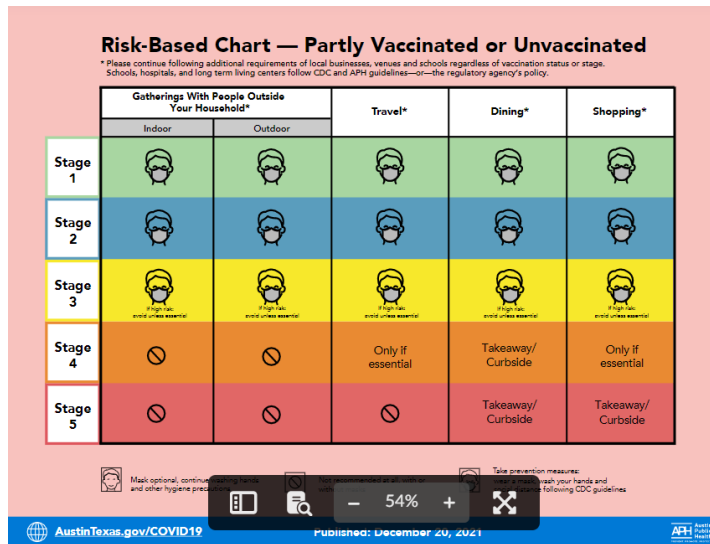 Risk-Based Chart — Partly Vaccinated or Unvaccinated
* Please continue following additional requirements of local businesses, venues and schools regardless of vaccination status or stage.
Schools, hospitals, and long term living centers follow CDC and APH guidelines—or—the regulatory agency's policy.
Gatherings With People Outside
Your Household*
Travel*
Dining*
Shopping*
Indoor
Outdoor
Stage
1
Stage
2
Stage
3
If high risk:
avoid unless essential
If high risk:
avoid unless essential
If high risk:
avoid unless essential
If high risk:
avoid unless essential
If high risk:
avoid unless essential
Stage
4
Only if
essential
Takeaway/
Curbside
Only if
essential
Stage
5
Takeaway/
Curbside
Takeaway/
Curbside
Mask optional, continue washing hands
and other hygiene precautions
Not recommended at all, with or
Take prevention measures:
wear a mask, wash your hands and
distance following CDC guidelines
54%
AustinTexas.gov/COVID19
Published: December 20, 2021
APH
Austin
Public
Health